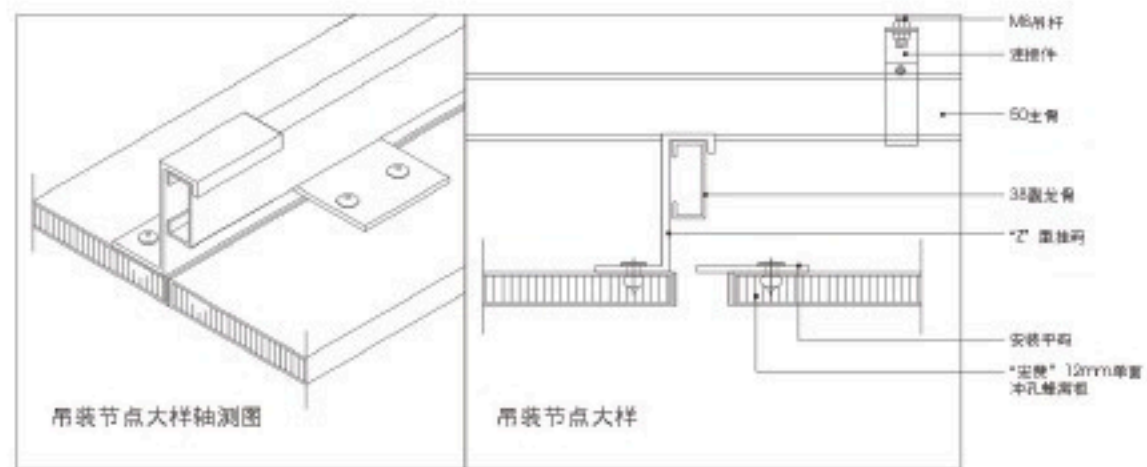 M8吊杆
连接件
50主骨
38副龙骨
"Z" 型挂码
安装平码
12mm单面
冲孔蜂窝板
吊装节点大样轴测图
吊装节点大样